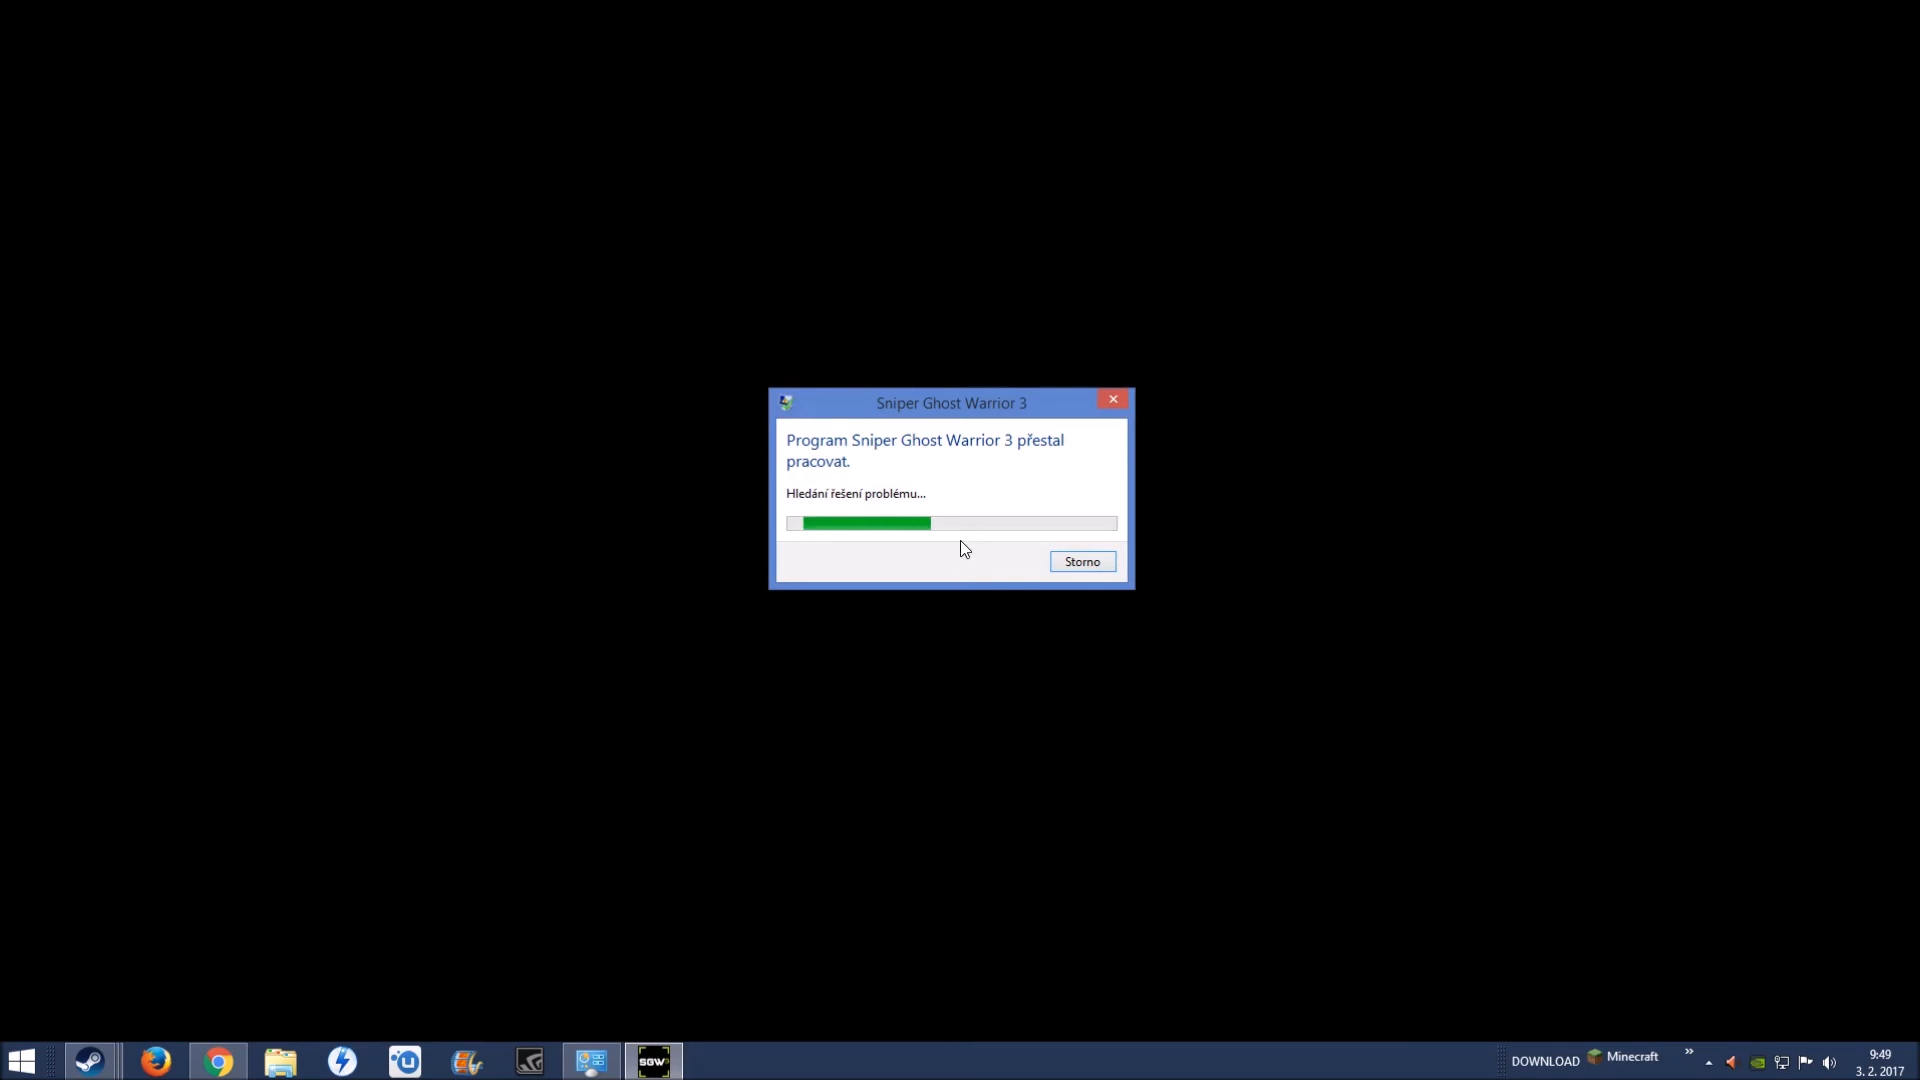 Sniper Ghost Warrior 3
Program Sniper Ghost Warrior 3 přestal
pracovat.
Hledání řešení problému...
Storno
SGW
DOWNLOAD
Minecraft
9:49
3. 2. 2017